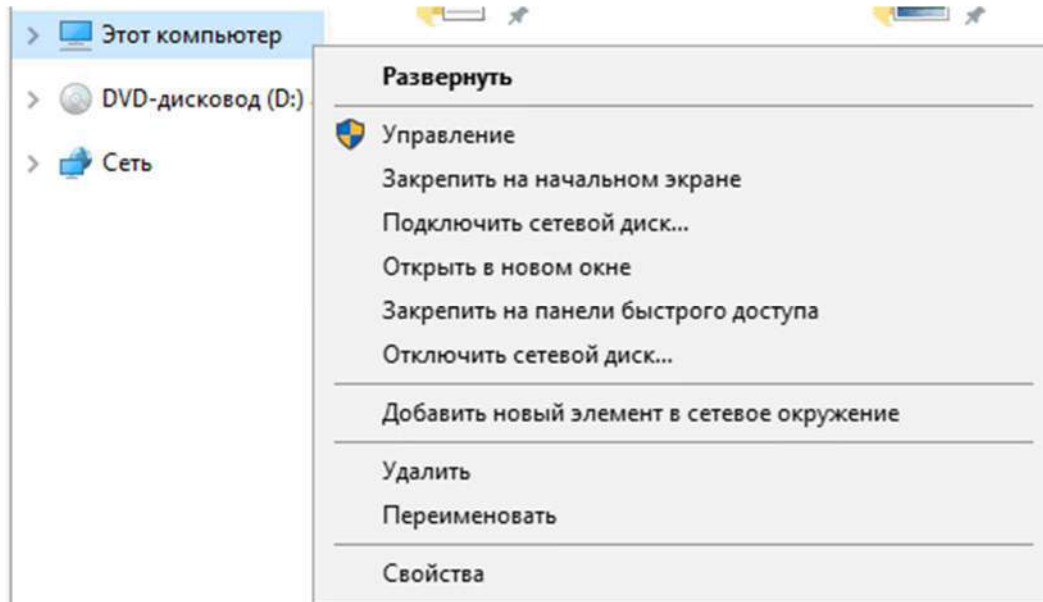 Этот компьютер
DVD-дисковод (D:)
Сеть
Развернуть
Управление
Закрепить на начальном экране
Подключить сетевой диск...
Открыть в новом окне
Закрепить на панели быстрого доступа
Отключить сетевой диск...
Добавить новый элемент в сетевое окружение
Удалить
Переименовать
Свойства